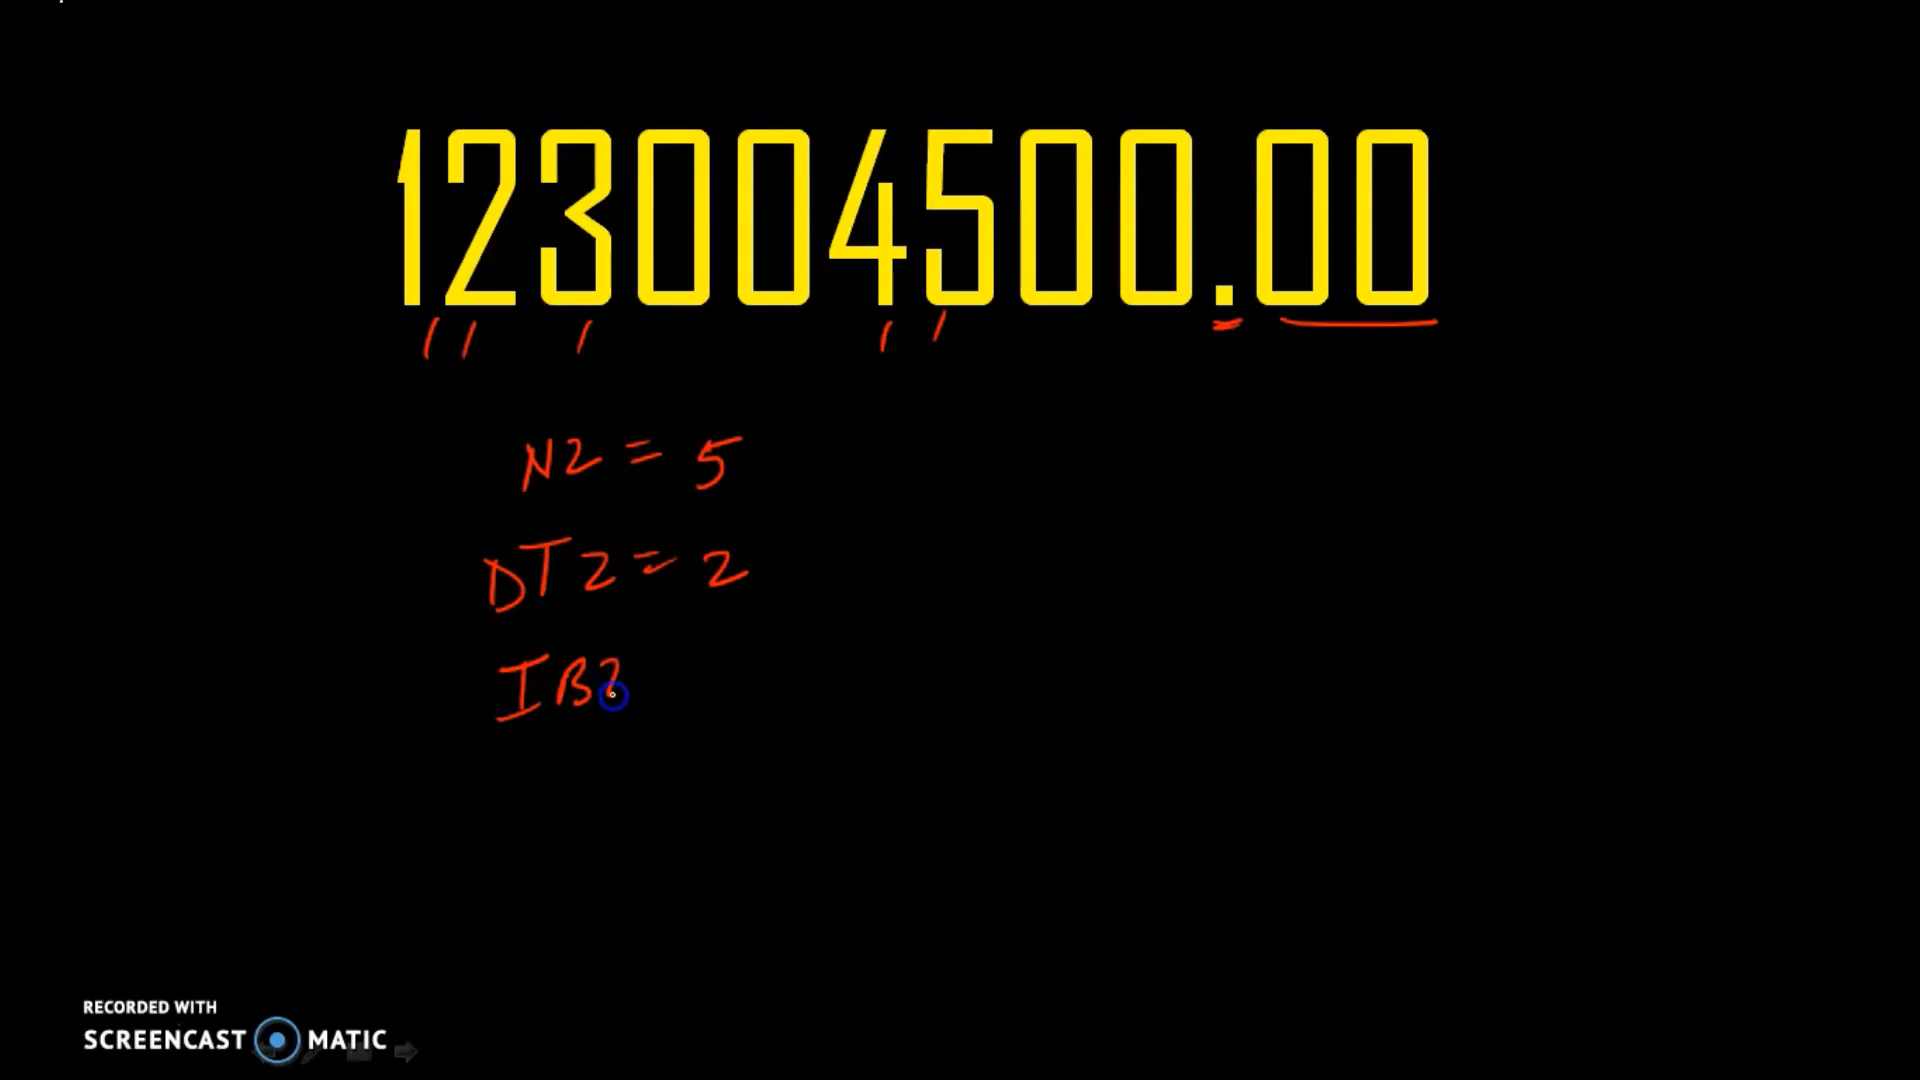 123004500.00
NZ = 5
DTZ = 2
IBZ
RECORDED WITH
SCREENCAST MATIC